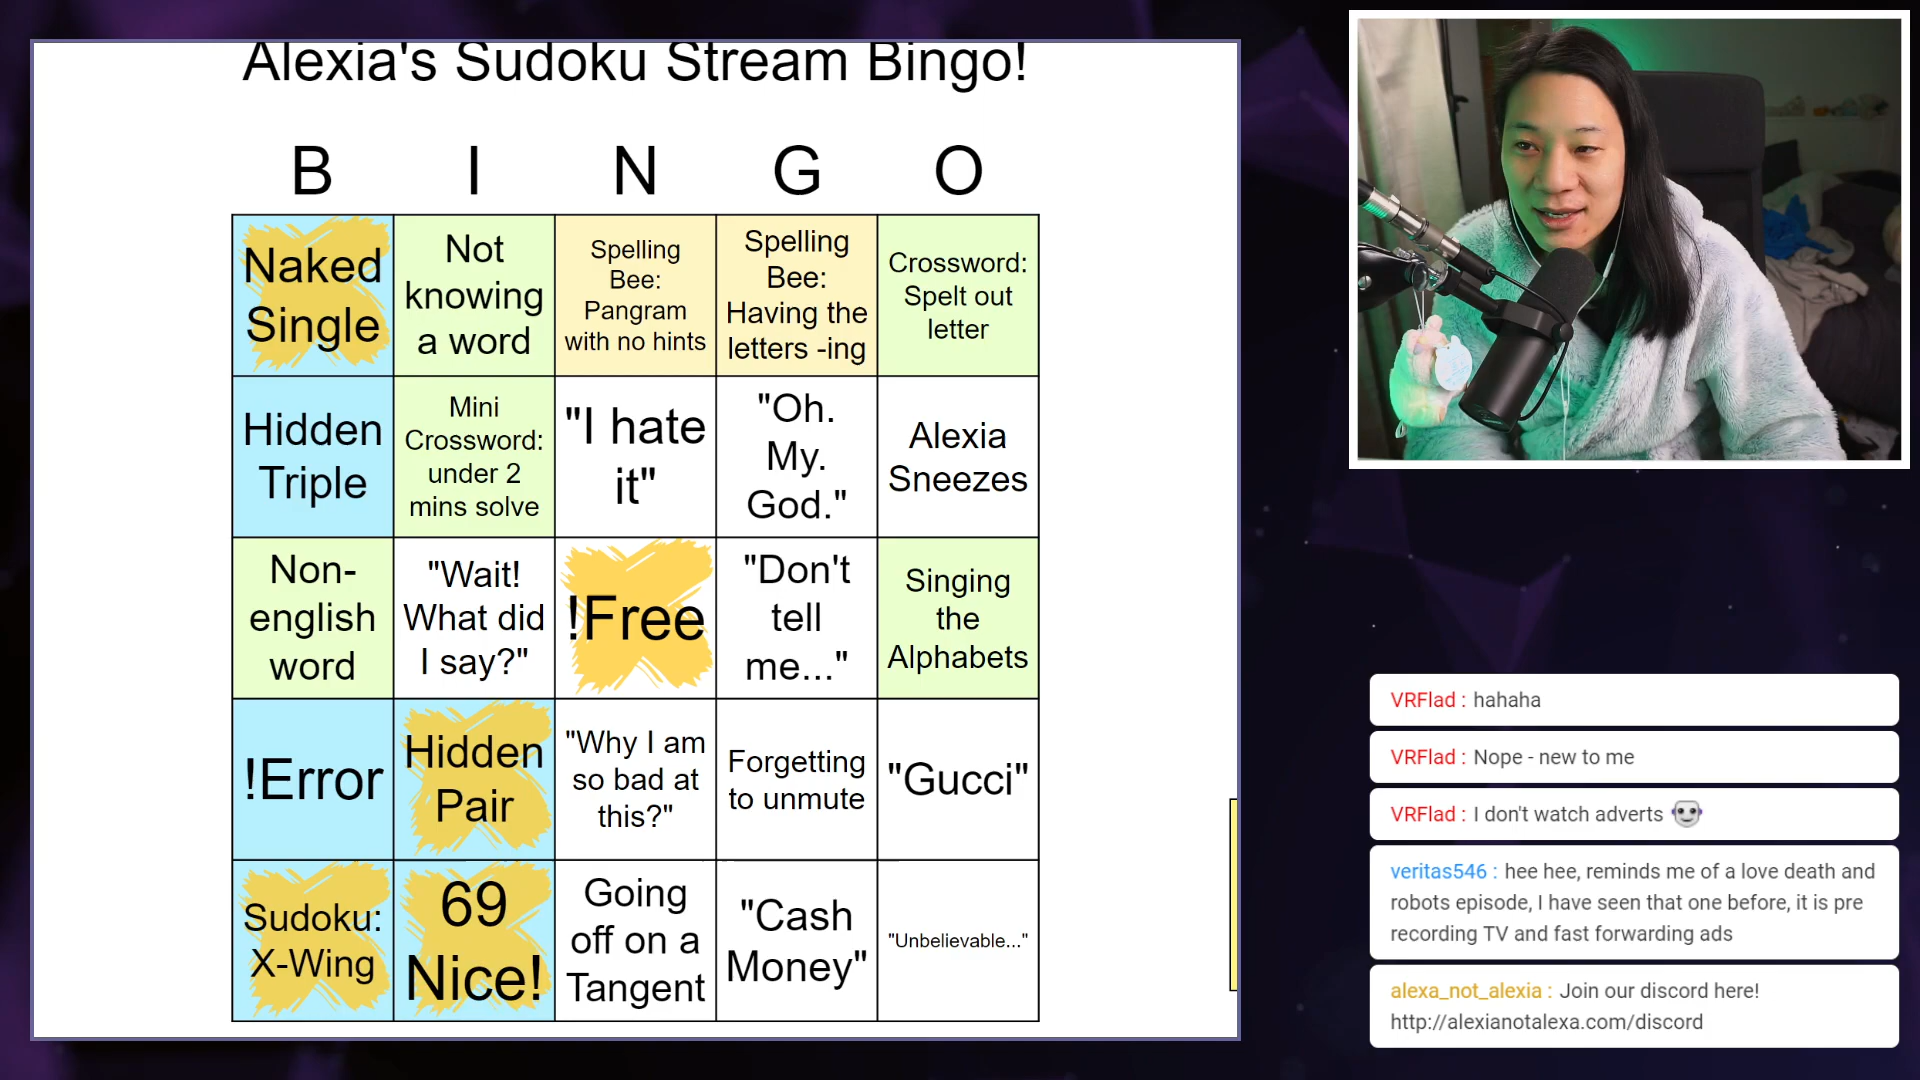 Alexia's Sudoku Stream Bingo!
B I N G O
Naked
Single
Not
knowing
a word
Spelling
Bee:
Pangram
with no hints
Spelling
Bee:
Having the
letters -ing
Crossword:
Spelt out
letter
Hidden
Triple
Mini
Crossword:
under 2
mins solve
"I hate
it"
"Oh.
My.
God."
Alexia
Sneezes
Non-
english
word
"Wait!
What did
I say?"
!Free
"Don't
tell
me..."
Singing
the
Alphabets
!Error
Hidden
Pair
"Why I am
so bad at
this?"
Forgetting
to unmute
"Gucci"
Sudoku:
X-Wing
69
Nice!
Going
off on a
Tangent
"Cash
Money"
"Unbelievable..."
VRFlad : hahaha
VRFlad : Nope - new to me
VRFlad : I don't watch adverts
veritas546 : hee hee, reminds me of a love death and
robots episode, I have seen that one before, it is pre
recording TV and fast forwarding ads
alexa_not_alexia : Join our discord here!
http://alexianotalexa.com/discord